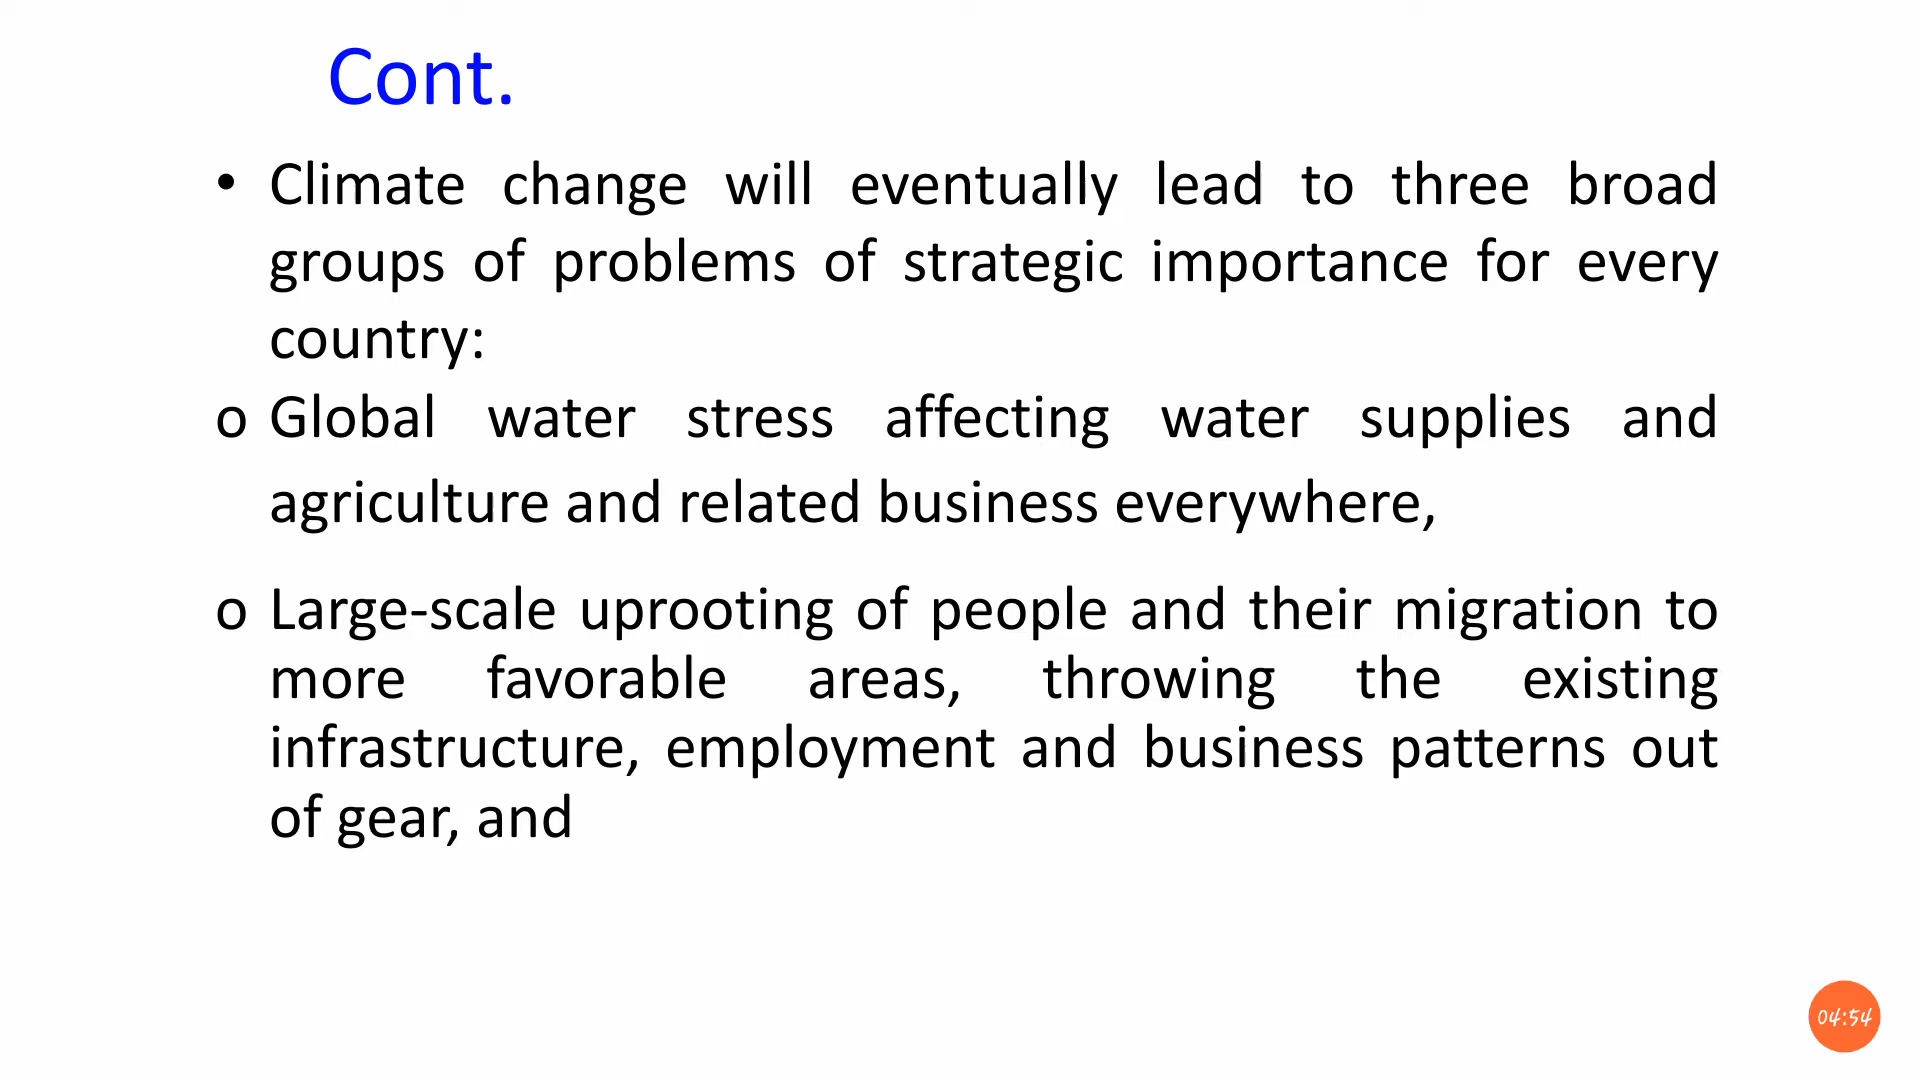 Cont.
• Climate change will eventually lead to three broad
groups of problems of strategic importance for every
country:
o Global water stress affecting water supplies and
agriculture and related business everywhere,
o Large-scale uprooting of people and their migration to
more favorable areas, throwing the existing
infrastructure, employment and business patterns out
of gear, and
04:54